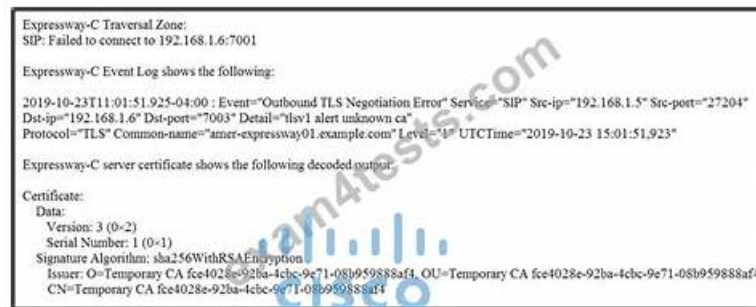 Expressway-C Traversal Zone:
SIP: Failed to connect to 192.168.1.6:7001
Expressway-C Event Log shows the following:
2019-10-23T11:01:51.925-04:00 : Event="Outbound TLS Negotiation Error" Service="SIP" Src-ip="192.168.1.5" Src-port="27204"
Dst-ip="192.168.1.6" Dst-port="7003" Detail="tlsv1 alert unknown ca"
Protocol="TLS" Common-name="amer-expressway01.example.com" Level="1" UTCTime="2019-10-23 15:01:51,923"
Expressway-C server certificate shows the following decoded output:
Certificate:
Data:
Version: 3 (0×2)
Serial Number: 1 (0×1)
Signature Algorithm: sha256WithRSAEncryption
Issuer: O=Temporary CA fce4028e-92ba-4cbc-9e71-08b959888af4, OU=Temporary CA fce4028e-92ba-4cbc-9e71-08b959888af4
CN=Temporary CA fce4028e-92ba-4cbc-9e71-08b959888af4
exam4tests.com
CISCO